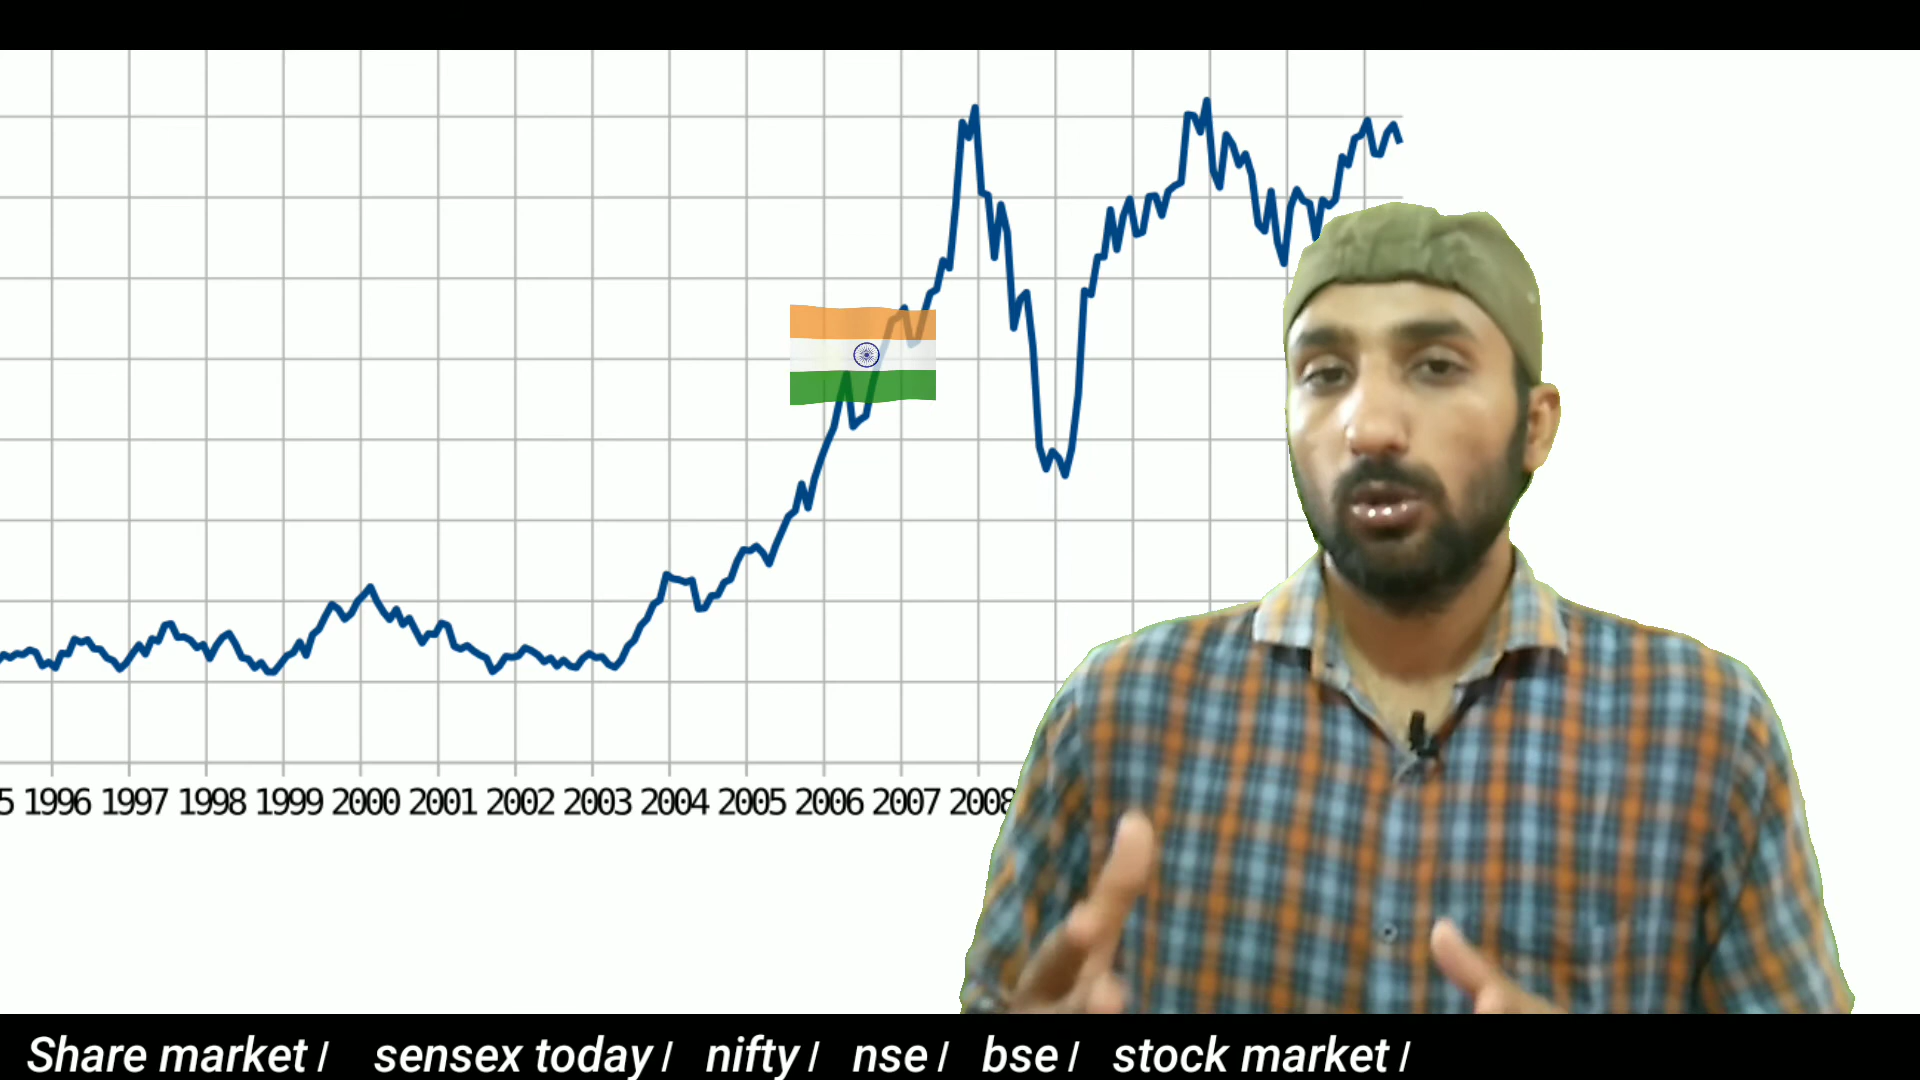 5 1996 1997 1998 1999 2000 2001 2002 2003 2004 2005 2006 2007 2008
Share market / sensex today / nifty / nse / bse / stock market /